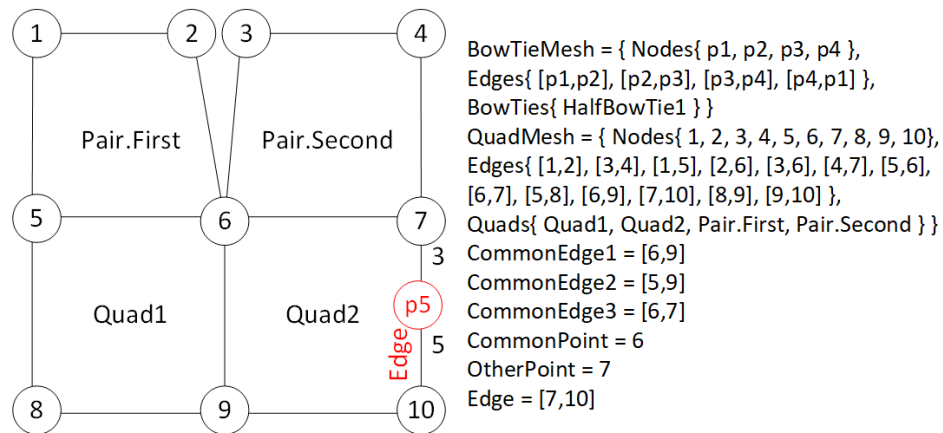 1
2
3
4
BowTieMesh = { Nodes{ p1, p2, p3, p4 },
Edges{ [p1,p2], [p2,p3], [p3,p4], [p4,p1] },
BowTies{ HalfBowTie1 } }
Pair.First
Pair.Second
QuadMesh = { Nodes{ 1, 2, 3, 4, 5, 6, 7, 8, 9, 10},
Edges{ [1,2], [3,4], [1,5], [2,6], [3,6], [4,7], [5,6],
[6,7], [5,8], [6,9], [7,10], [8,9], [9,10] },
5
6
7
Quads{ Quad1, Quad2, Pair.First, Pair.Second } }
3
CommonEdge1 = [6,9]
CommonEdge2 = [5,9]
p5
Quad1
Quad2
CommonEdge3 = [6,7]
Edge
5
CommonPoint = 6
OtherPoint = 7
Edge = [7,10]
8
9
10